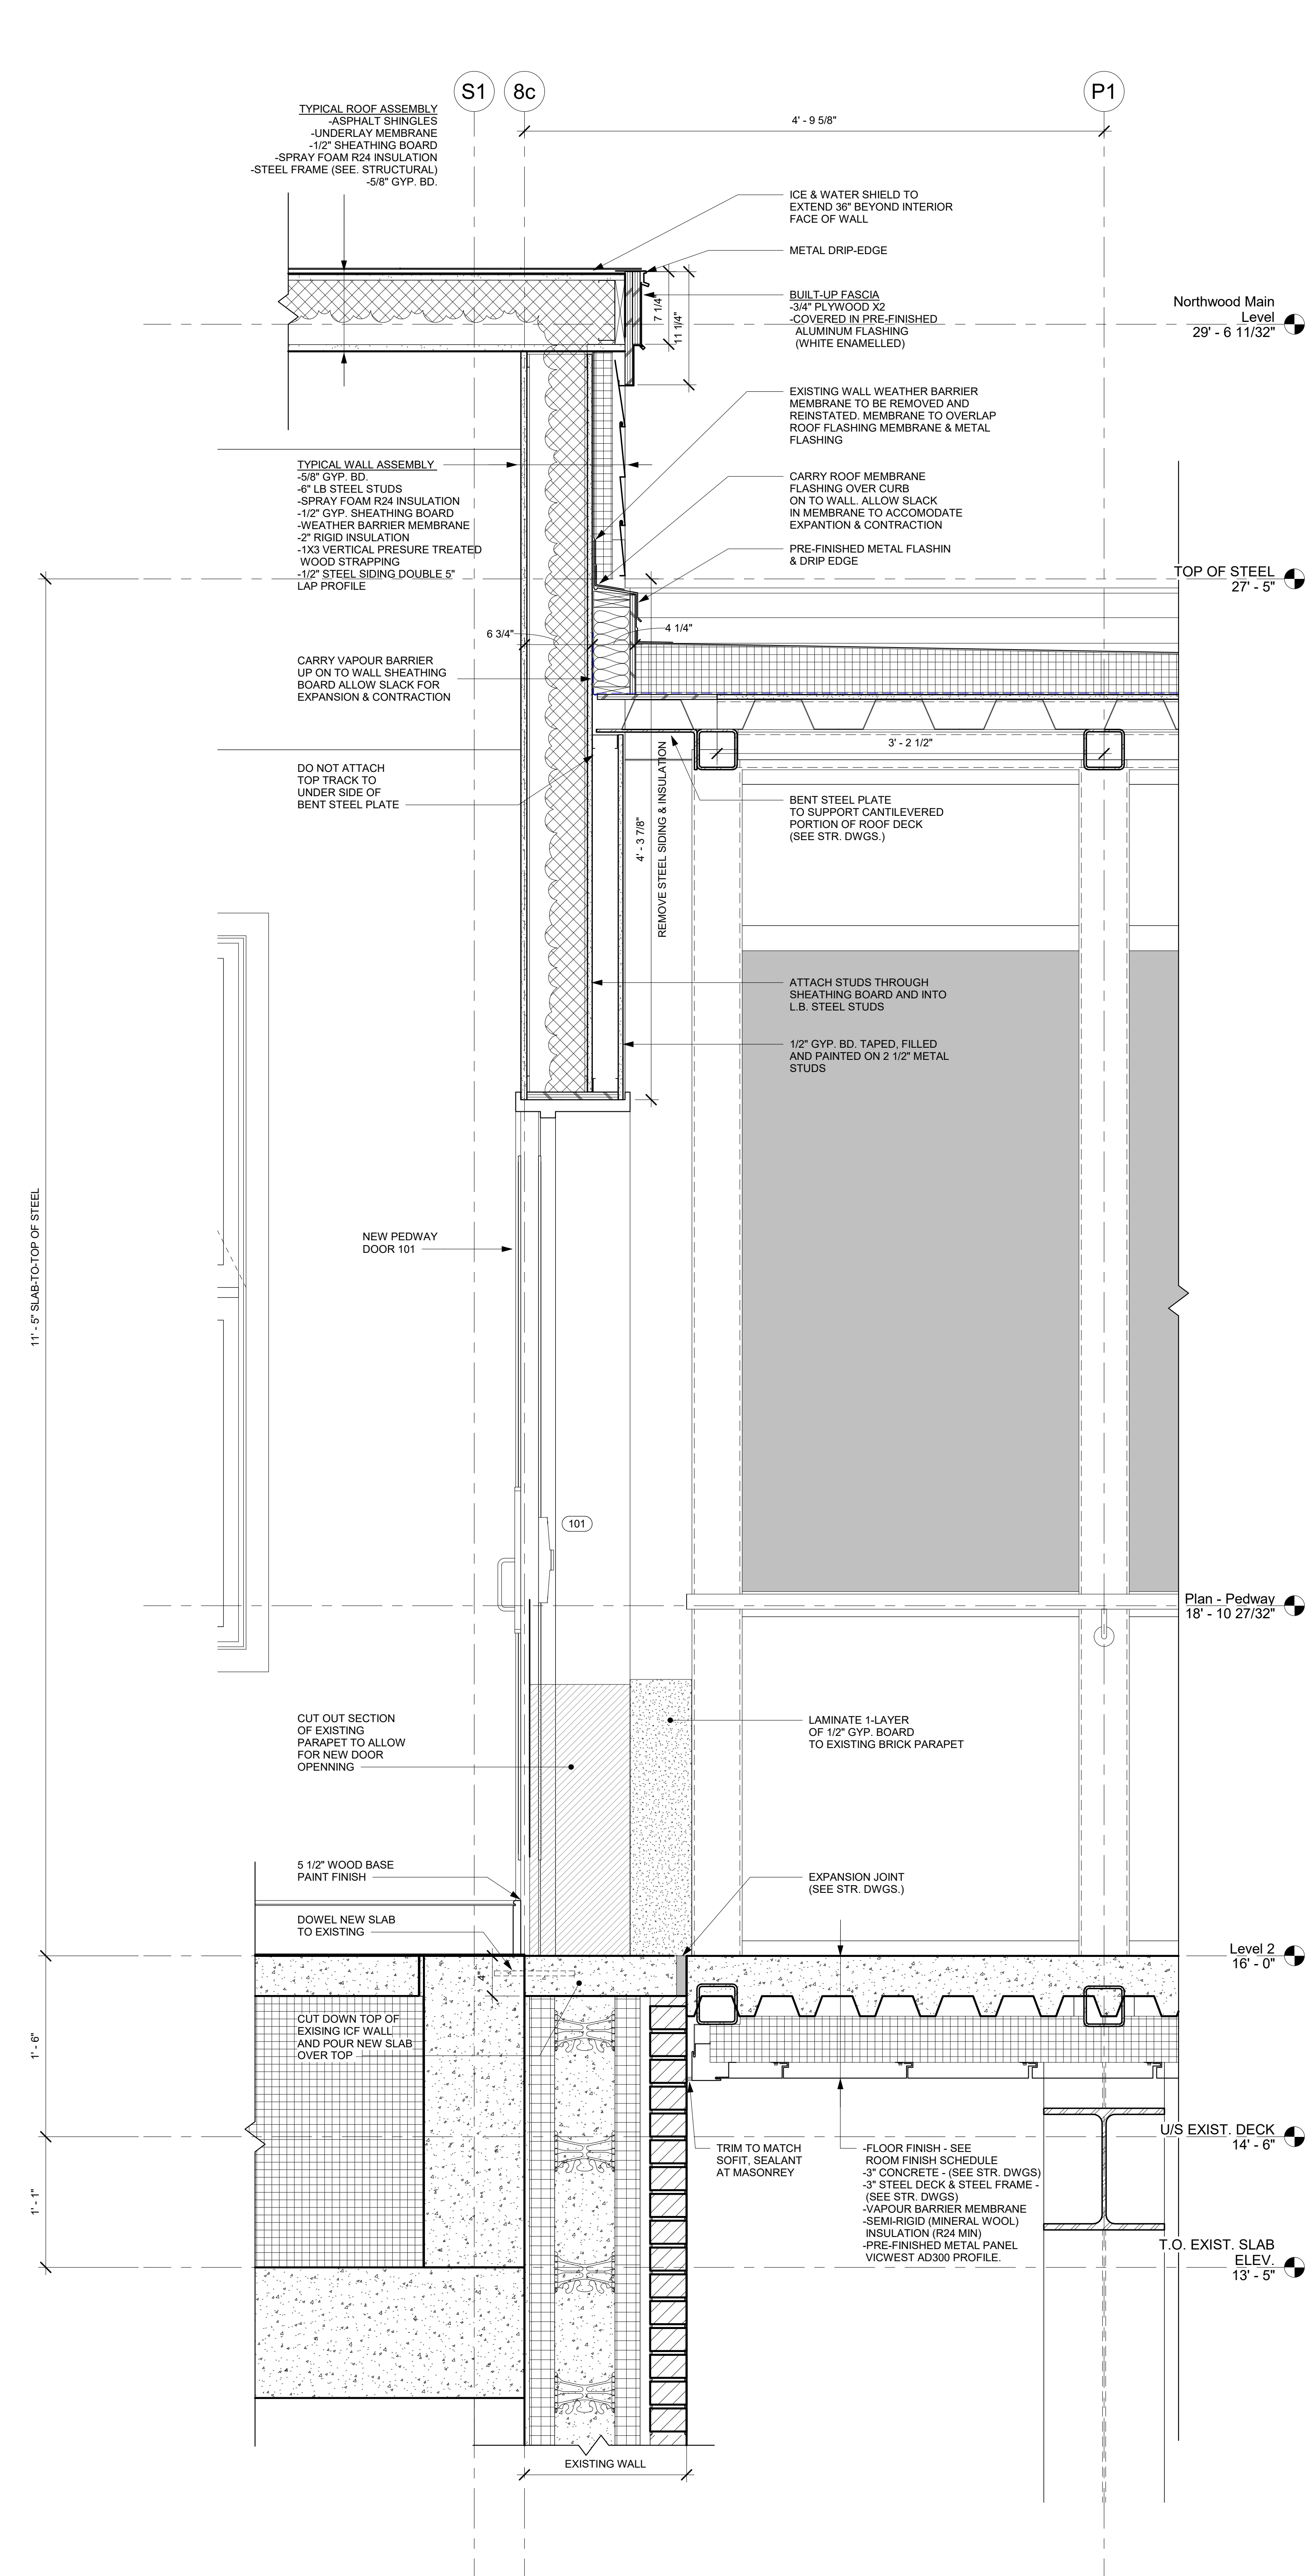 S1
8c
P1
4' - 9 5/8"
TYPICAL ROOF ASSEMBLY
-ASPHALT SHINGLES
-UNDERLAY MEMBRANE
-1/2" SHEATHING BOARD
-SPRAY FOAM R24 INSULATION
-STEEL FRAME (SEE. STRUCTURAL)
-5/8" GYP. BD.
ICE & WATER SHIELD TO
EXTEND 36" BEYOND INTERIOR
FACE OF WALL
METAL DRIP-EDGE
BUILT-UP FASCIA
-3/4" PLYWOOD X2
-COVERED IN PRE-FINISHED
ALUMINUM FLASHING
(WHITE ENAMELLED)
7 1/4"
11 1/4"
Northwood Main
Level
29' - 6 11/32"
EXISTING WALL WEATHER BARRIER
MEMBRANE TO BE REMOVED AND
REINSTATED. MEMBRANE TO OVERLAP
ROOF FLASHING MEMBRANE & METAL
FLASHING
TYPICAL WALL ASSEMBLY
-5/8" GYP. BD.
-6" LB STEEL STUDS
-SPRAY FOAM R24 INSULATION
-1/2" GYP. SHEATHING BOARD
-WEATHER BARRIER MEMBRANE
-2" RIGID INSULATION
-1X3 VERTICAL PRESURE TREATED
WOOD STRAPPING
-1/2" STEEL SIDING DOUBLE 5"
LAP PROFILE
CARRY ROOF MEMBRANE
FLASHING OVER CURB
ON TO WALL. ALLOW SLACK
IN MEMBRANE TO ACCOMODATE
EXPANTION & CONTRACTION
PRE-FINISHED METAL FLASHIN
& DRIP EDGE
TOP OF STEEL
27' - 5"
6 3/4"
4 1/4"
CARRY VAPOUR BARRIER
UP ON TO WALL SHEATHING
BOARD ALLOW SLACK FOR
EXPANSION & CONTRACTION
3' - 2 1/2"
DO NOT ATTACH
TOP TRACK TO
UNDER SIDE OF
BENT STEEL PLATE
4' - 3 7/8"
REMOVE STEEL SIDING & INSULATION
BENT STEEL PLATE
TO SUPPORT CANTILEVERED
PORTION OF ROOF DECK
(SEE STR. DWGS.)
ATTACH STUDS THROUGH
SHEATHING BOARD AND INTO
L.B. STEEL STUDS
1/2" GYP. BD. TAPED, FILLED
AND PAINTED ON 2 1/2" METAL
STUDS
11' - 5" SLAB-TO-TOP OF STEEL
NEW PEDWAY
DOOR 101
101
Plan - Pedway
18' - 10 27/32"
CUT OUT SECTION
OF EXISTING
PARAPET TO ALLOW
FOR NEW DOOR
OPENNING
LAMINATE 1-LAYER
OF 1/2" GYP. BOARD
TO EXISTING BRICK PARAPET
5 1/2" WOOD BASE
PAINT FINISH
EXPANSION JOINT
(SEE STR. DWGS.)
DOWEL NEW SLAB
TO EXISTING
4"
Level 2
16' - 0"
CUT DOWN TOP OF
EXISING ICF WALL
AND POUR NEW SLAB
OVER TOP
1' - 6"
1' - 1"
TRIM TO MATCH
SOFIT, SEALANT
AT MASONREY
-FLOOR FINISH - SEE
ROOM FINISH SCHEDULE
-3" CONCRETE - (SEE STR. DWGS)
-3" STEEL DECK & STEEL FRAME -
(SEE STR. DWGS)
-VAPOUR BARRIER MEMBRANE
-SEMI-RIGID (MINERAL WOOL)
INSULATION (R24 MIN)
-PRE-FINISHED METAL PANEL
VICWEST AD300 PROFILE.
U/S EXIST. DECK
14' - 6"
T.O. EXIST. SLAB
ELEV.
13' - 5"
EXISTING WALL